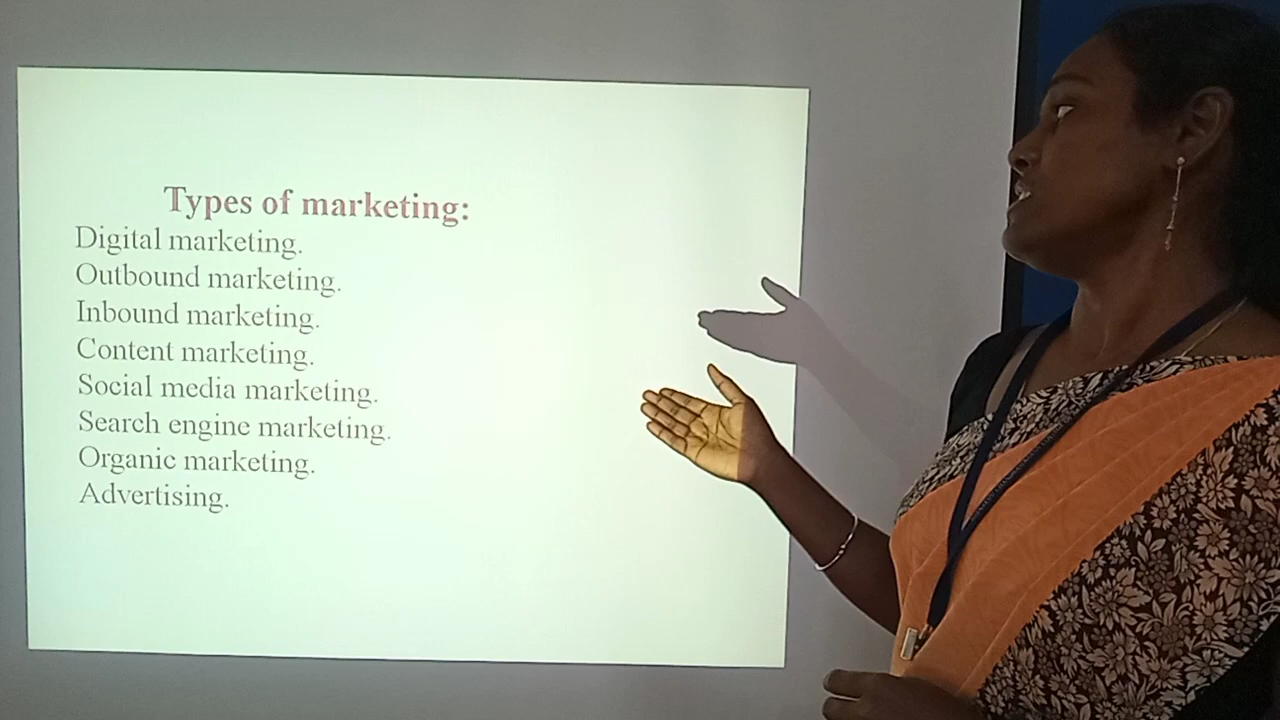 Types of marketing:
Digital marketing.
Outbound marketing.
Inbound marketing.
Content marketing.
Social media marketing.
Search engine marketing.
Organic marketing.
Advertising.